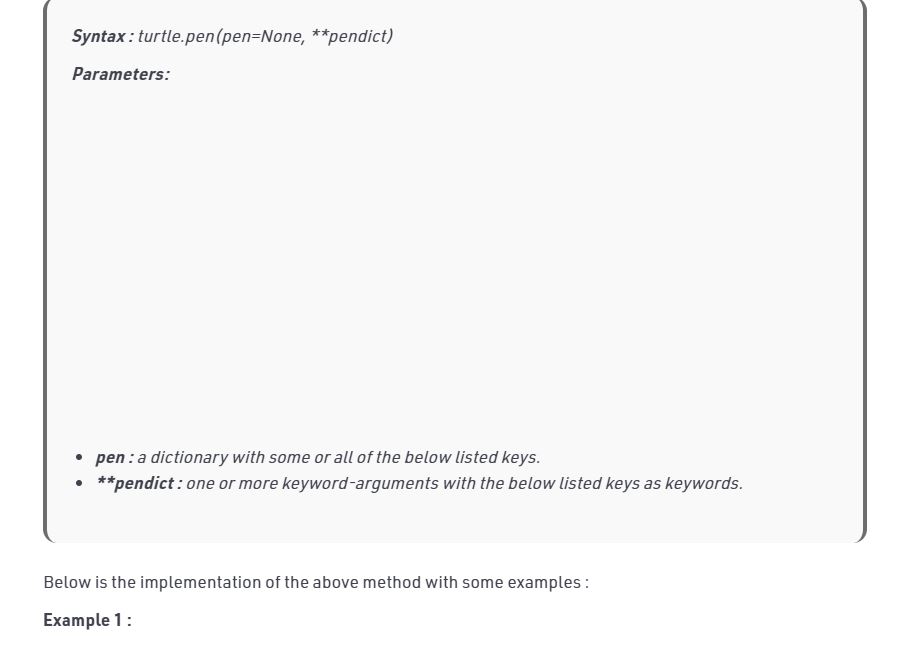 Syntax : turtle.pen(pen=None, **pendict)
Parameters:
• pen : a dictionary with some or all of the below listed keys.
• **pendict : one or more keyword-arguments with the below listed keys as keywords.
Below is the implementation of the above method with some examples :
Example 1 :